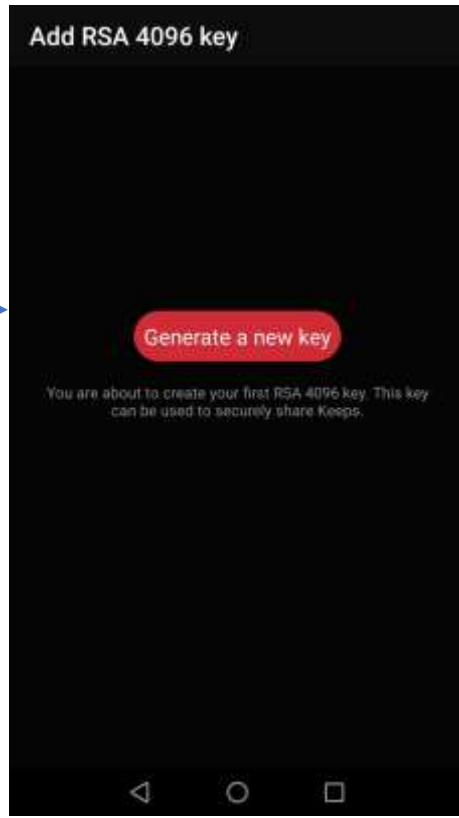 Add RSA 4096 key
Generate a new key
You are about to create your first RSA 4096 key. This key
can be used to securely share Keeps.